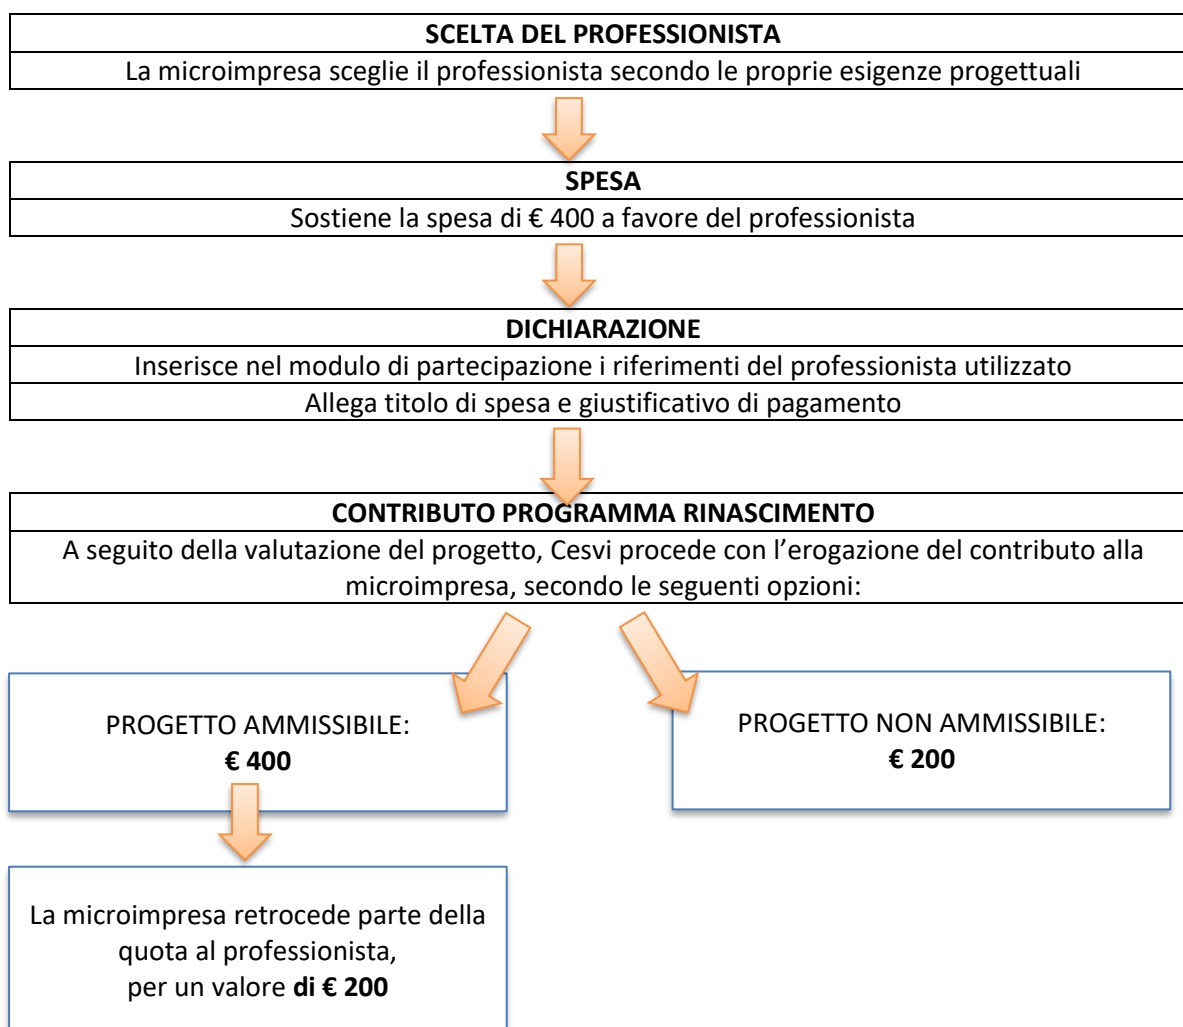 SCELTA DEL PROFESSIONISTA
La microimpresa sceglie il professionista secondo le proprie esigenze progettuali
SPESA
Sostiene la spesa di € 400 a favore del professionista
DICHIARAZIONE
Inserisce nel modulo di partecipazione i riferimenti del professionista utilizzato
Allega titolo di spesa e giustificativo di pagamento
CONTRIBUTO PROGRAMMA RINASCIMENTO
A seguito della valutazione del progetto, Cesvi procede con l’erogazione del contributo alla
microimpresa, secondo le seguenti opzioni:
PROGETTO AMMISSIBILE:
€ 400
PROGETTO NON AMMISSIBILE:
€ 200
La microimpresa retrocede parte della
quota al professionista,
per un valore di € 200